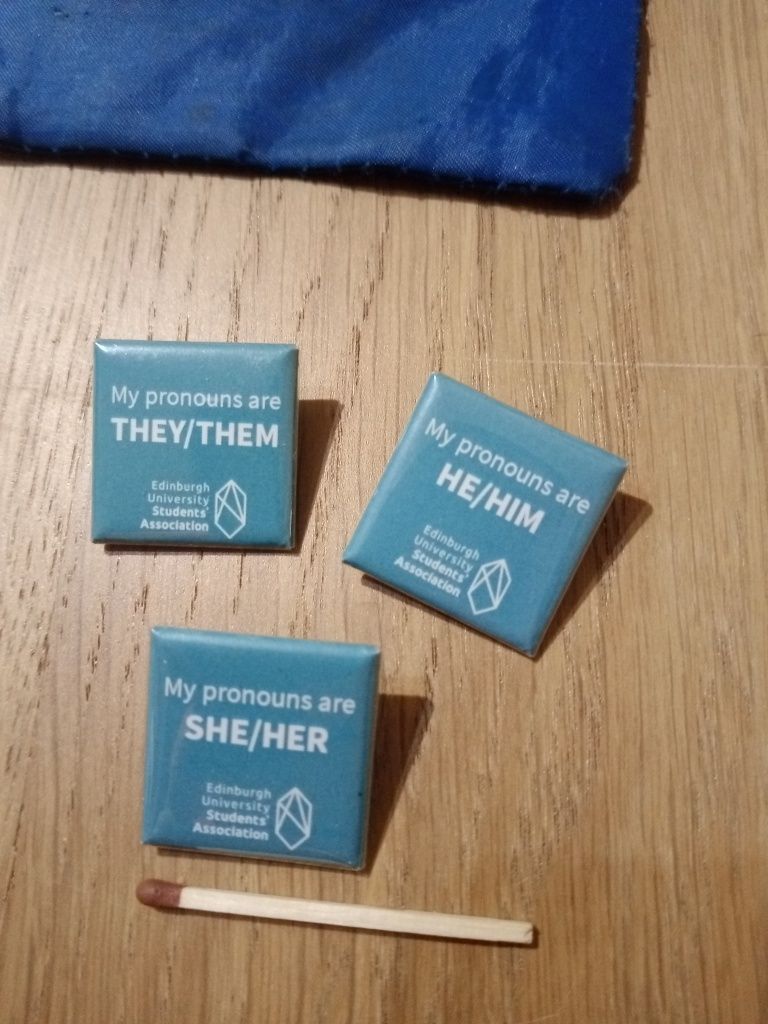 My pronouns are
THEY/THEM
Edinburgh
University
Students'
Association
My pronouns are
HE/HIM
Edinburgh
University
Students'
Association
My pronouns are
SHE/HER
Edinburgh
University
Students'
Association